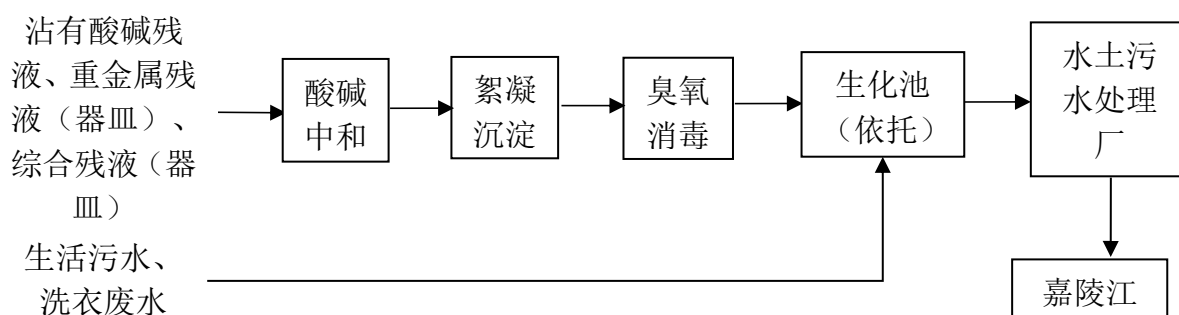 沾有酸碱残
液、重金属残
液（器皿）、
综合残液（器
皿）
酸碱
中和
絮凝
沉淀
臭氧
消毒
生化池
（依托）
水土污
水处理
厂
生活污水、
洗衣废水
嘉陵江